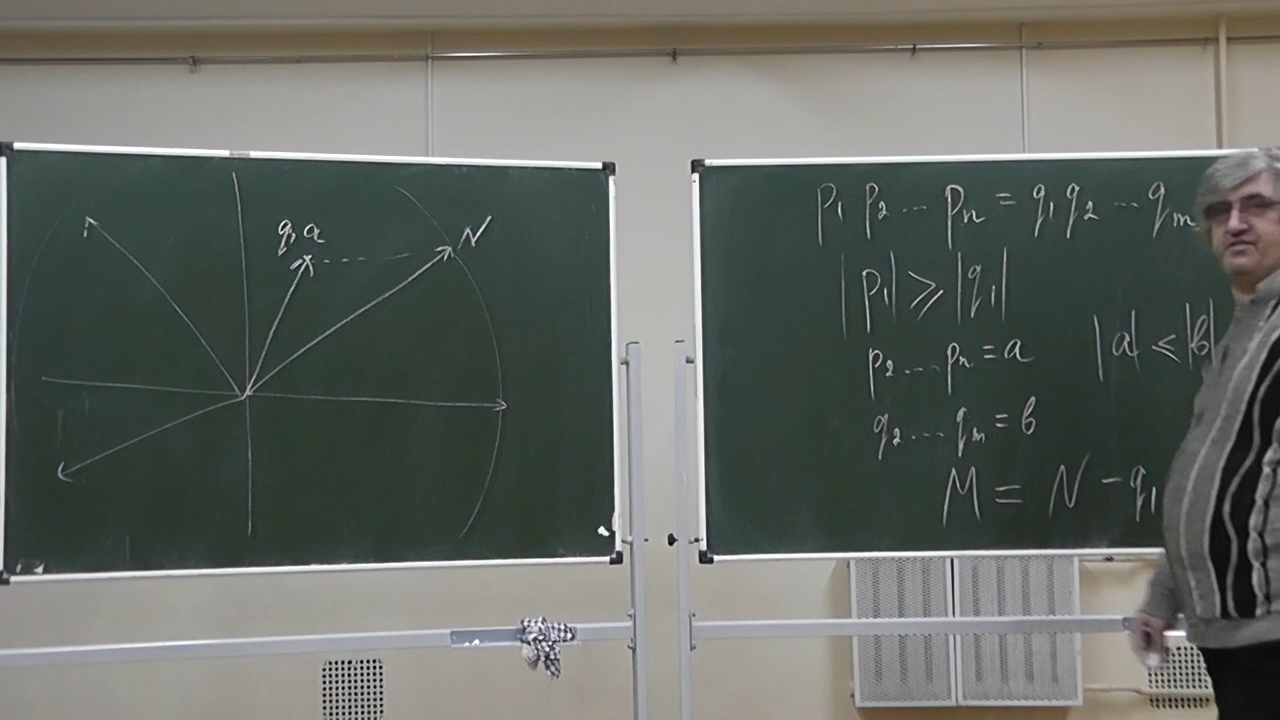 q₁a
N
p₁ p₂ ... pₙ = q₁ q₂ ... qₘ
|p₁| ⩾ |q₁|
p₂ ... pₙ = a
|a| ⩽ |b|
q₂ ... qₘ = b
M = N - q₁